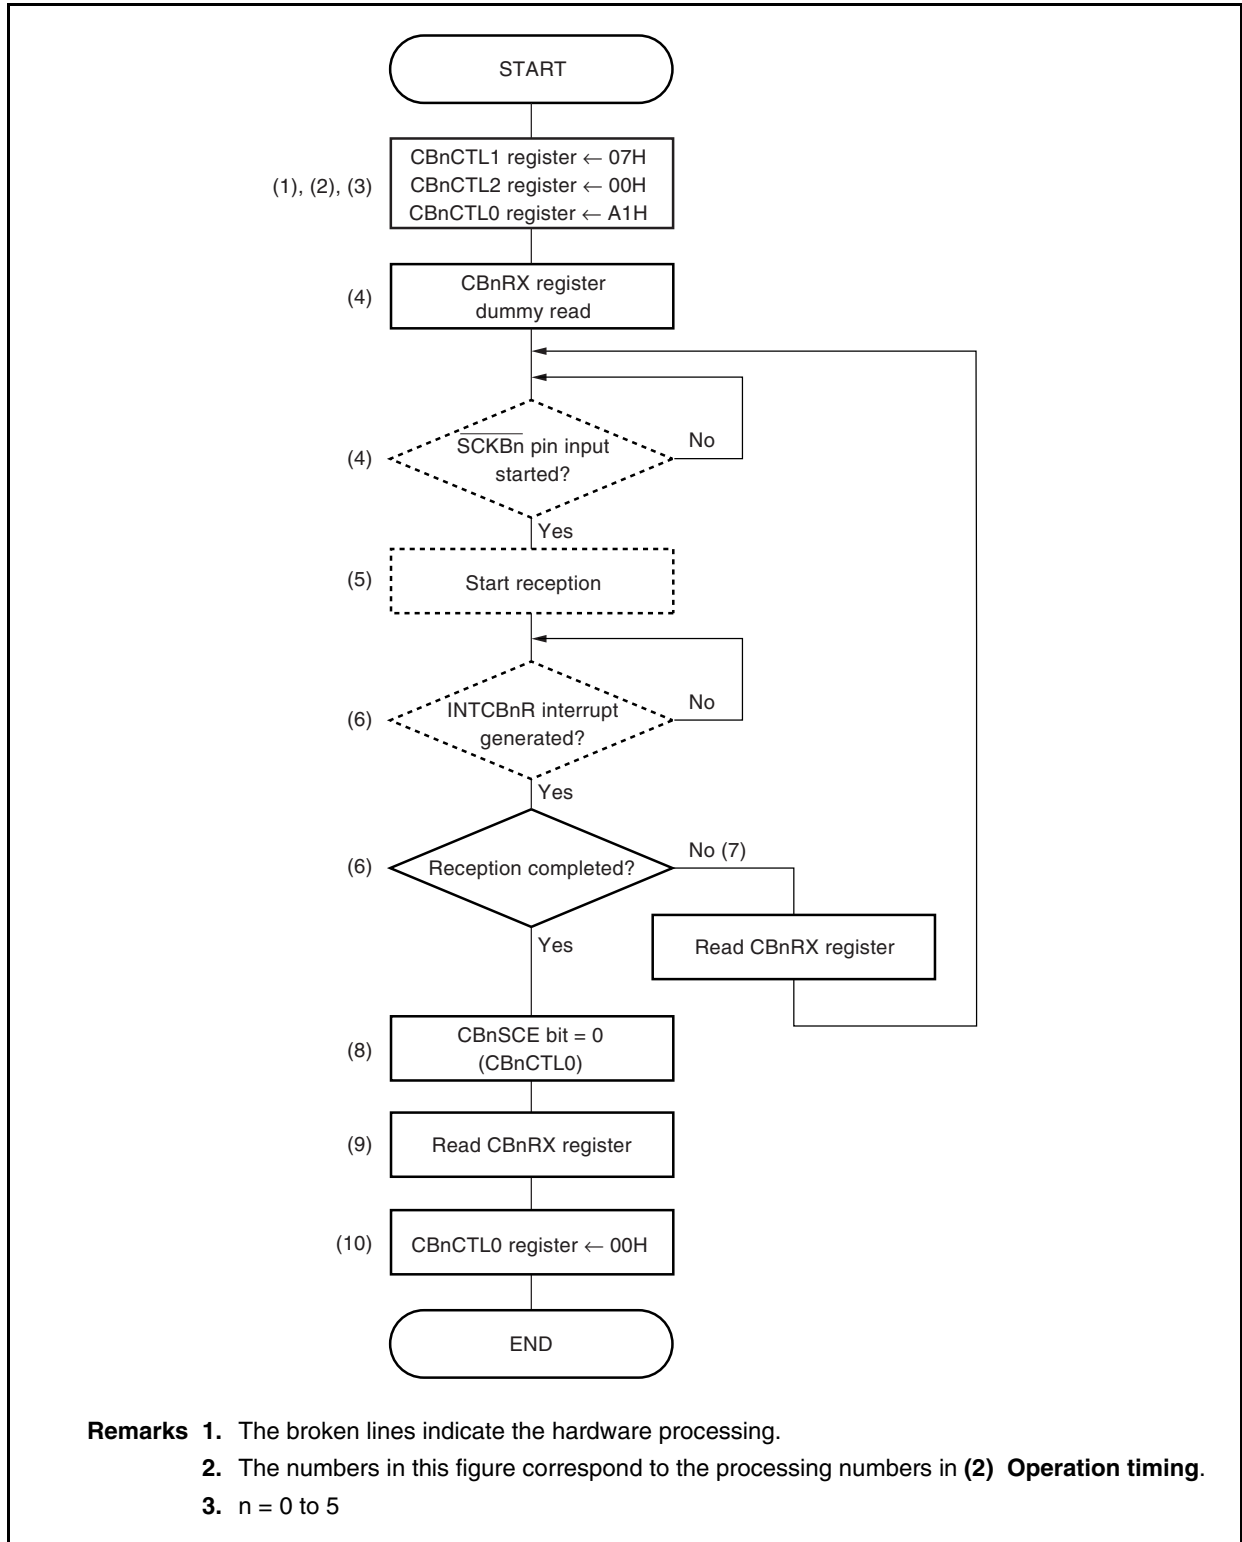 START
(1), (2), (3)
CBnCTL1 register ← 07H
CBnCTL2 register ← 00H
CBnCTL0 register ← A1H
(4)
CBnRX register
dummy read
(4)
SCKBn pin input
started?
No
Yes
(5)
Start reception
(6)
INTCBnR interrupt
generated?
No
Yes
(6)
Reception completed?
No (7)
Read CBnRX register
Yes
(8)
CBnSCE bit = 0
(CBnCTL0)
(9)
Read CBnRX register
(10)
CBnCTL0 register ← 00H
END
Remarks 1. The broken lines indicate the hardware processing.
2. The numbers in this figure correspond to the processing numbers in (2) Operation timing.
3. n = 0 to 5